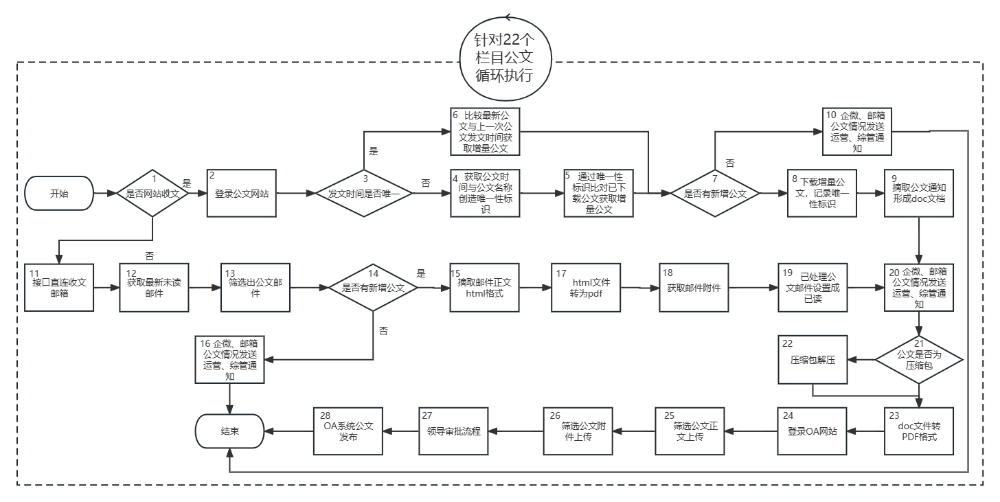 针对22个
栏目公文
循环执行
6 比较最新公
文与上一次公
文发文时间获
取增量公文
10 企微、邮箱
公文情况发送
运营、综管通
知
是
否
开始
1
是否网站收文
是
2
登录公文网站
3
发文时间是否唯一
否
4 获取公文时
间与公文名称
创造唯一性标
识
5 通过唯一性
标识比对已下
载公文获取增
量公文
7
是否有新增公文
8 下载增量公
文，记录唯一
性标识
9
摘取公文通知
形成doc文档
否
11
接口直连收文
邮箱
12
获取最新未读
邮件
13
筛选出公文邮
件
14
是否有新增公文
是
15
摘取邮件正文
html格式
17
html文件
转为pdf
18
获取邮件附件
19 已处理公
文邮件设置成
已读
20 企微、邮箱
公文情况发送
运营、综管通
知
否
16 企微、邮箱
公文情况发送
运营、综管通
知
22
压缩包解压
21
公文是否为
压缩包
结束
28
OA系统公文
发布
27
领导审批流程
26
筛选公文附
件上传
25
筛选公文正
文上传
24
登录OA网站
23
doc文件转
PDF格式